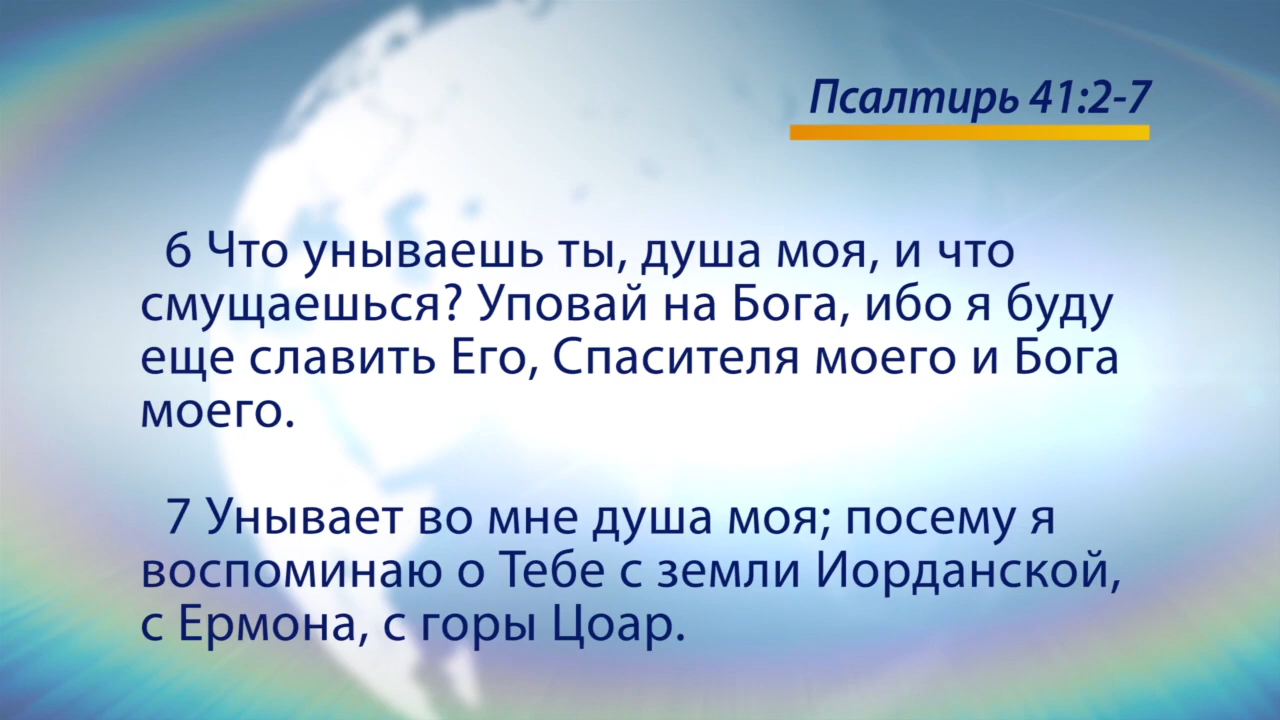 Псалтирь 41:2-7
6 Что унываешь ты, душа моя, и что
смущаешься? Уповай на Бога, ибо я буду
еще славить Его, Спасителя моего и Бога
моего.
7 Унывает во мне душа моя; посему я
воспоминаю о Тебе с земли Иорданской,
с Ермона, с горы Цоар.